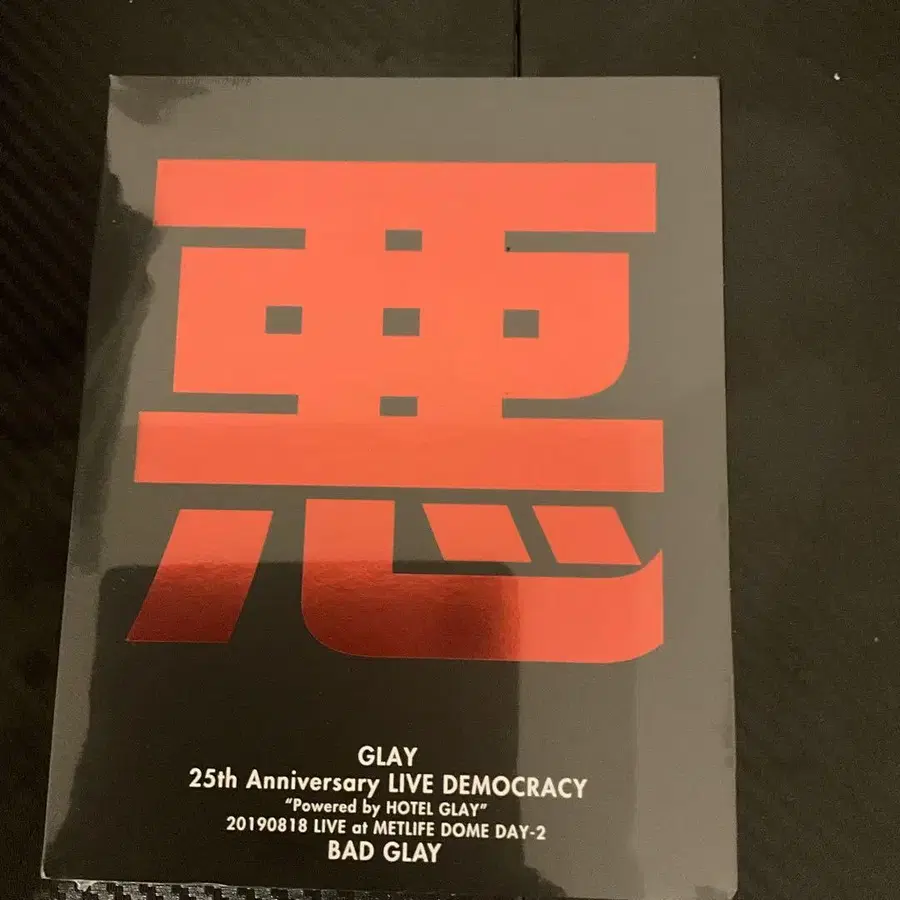 悪
GLAY
25th Anniversary LIVE DEMOCRACY
“Powered by HOTEL GLAY”
20190818 LIVE at METLIFE DOME DAY-2
BAD GLAY